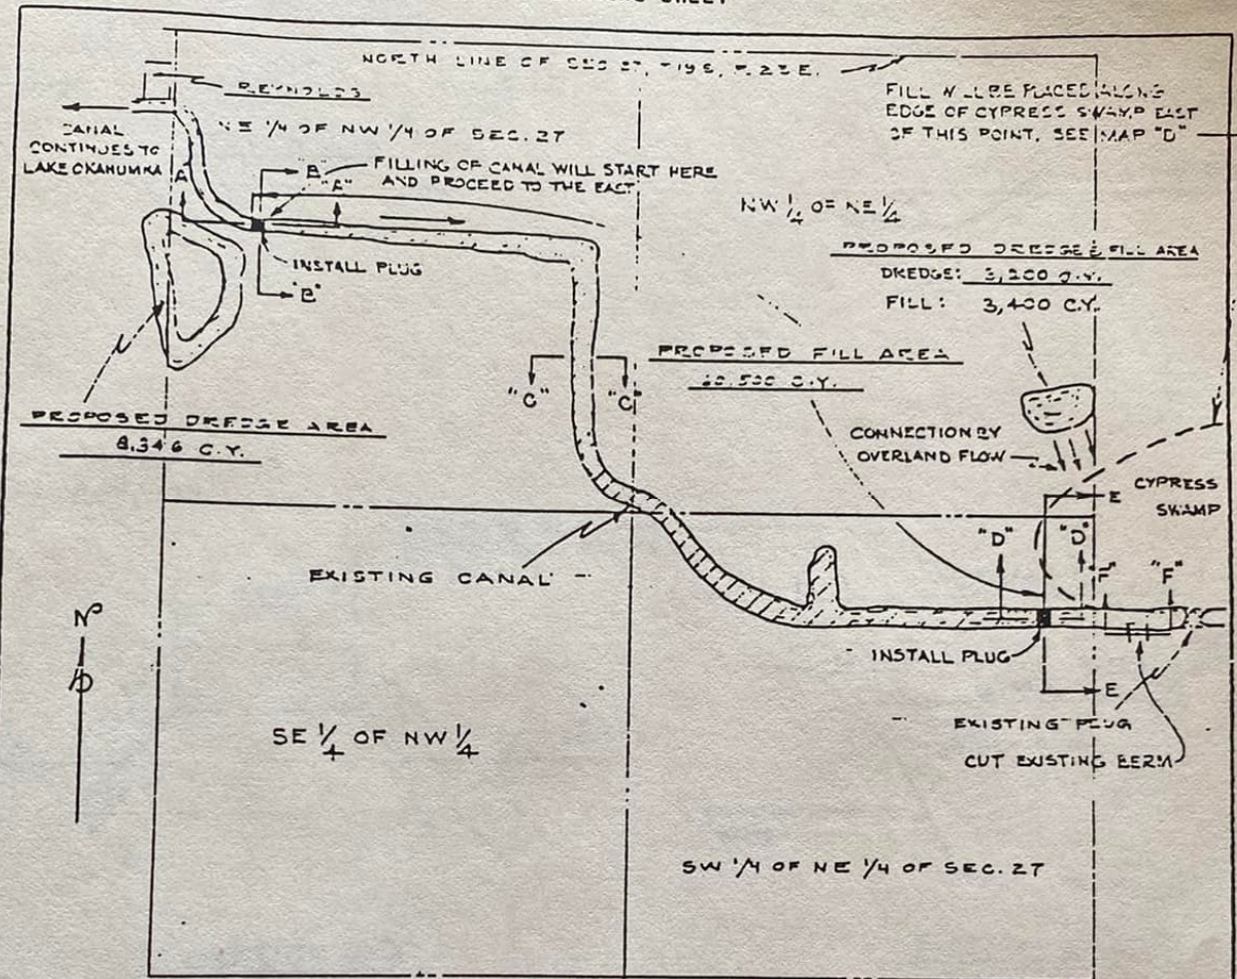 SHEET
NORTH LINE OF SEC 27, T19S, R.23E.
REYNOLDS
FILL WILL BE PLACED ALONG
EDGE OF CYPRESS SWAMP EAST
OF THIS POINT. SEE MAP "D"
CANAL
CONTINUES TO
LAKE OKAHUMKA
NE 1/4 OF NW 1/4 OF SEC. 27
A
"B"
"A"
FILLING OF CANAL WILL START HERE
AND PROCEED TO THE EAST
NW 1/4 OF NE 1/4
INSTALL PLUG
"B"
PROPOSED DREDGE & FILL AREA
DREDGE: 3,200 C.Y.
FILL: 3,400 C.Y.
PROPOSED FILL AREA
C.Y.
"C"
"C"
PROPOSED DREDGE AREA
8,346 C.Y.
CONNECTION BY
OVERLAND FLOW
CYPRESS
SWAMP
E
"D"
"D"
"F"
"F"
EXISTING CANAL
N
INSTALL PLUG
E
EXISTING PLUG
CUT EXISTING BERM
SE 1/4 OF NW 1/4
SW 1/4 OF NE 1/4 OF SEC. 27